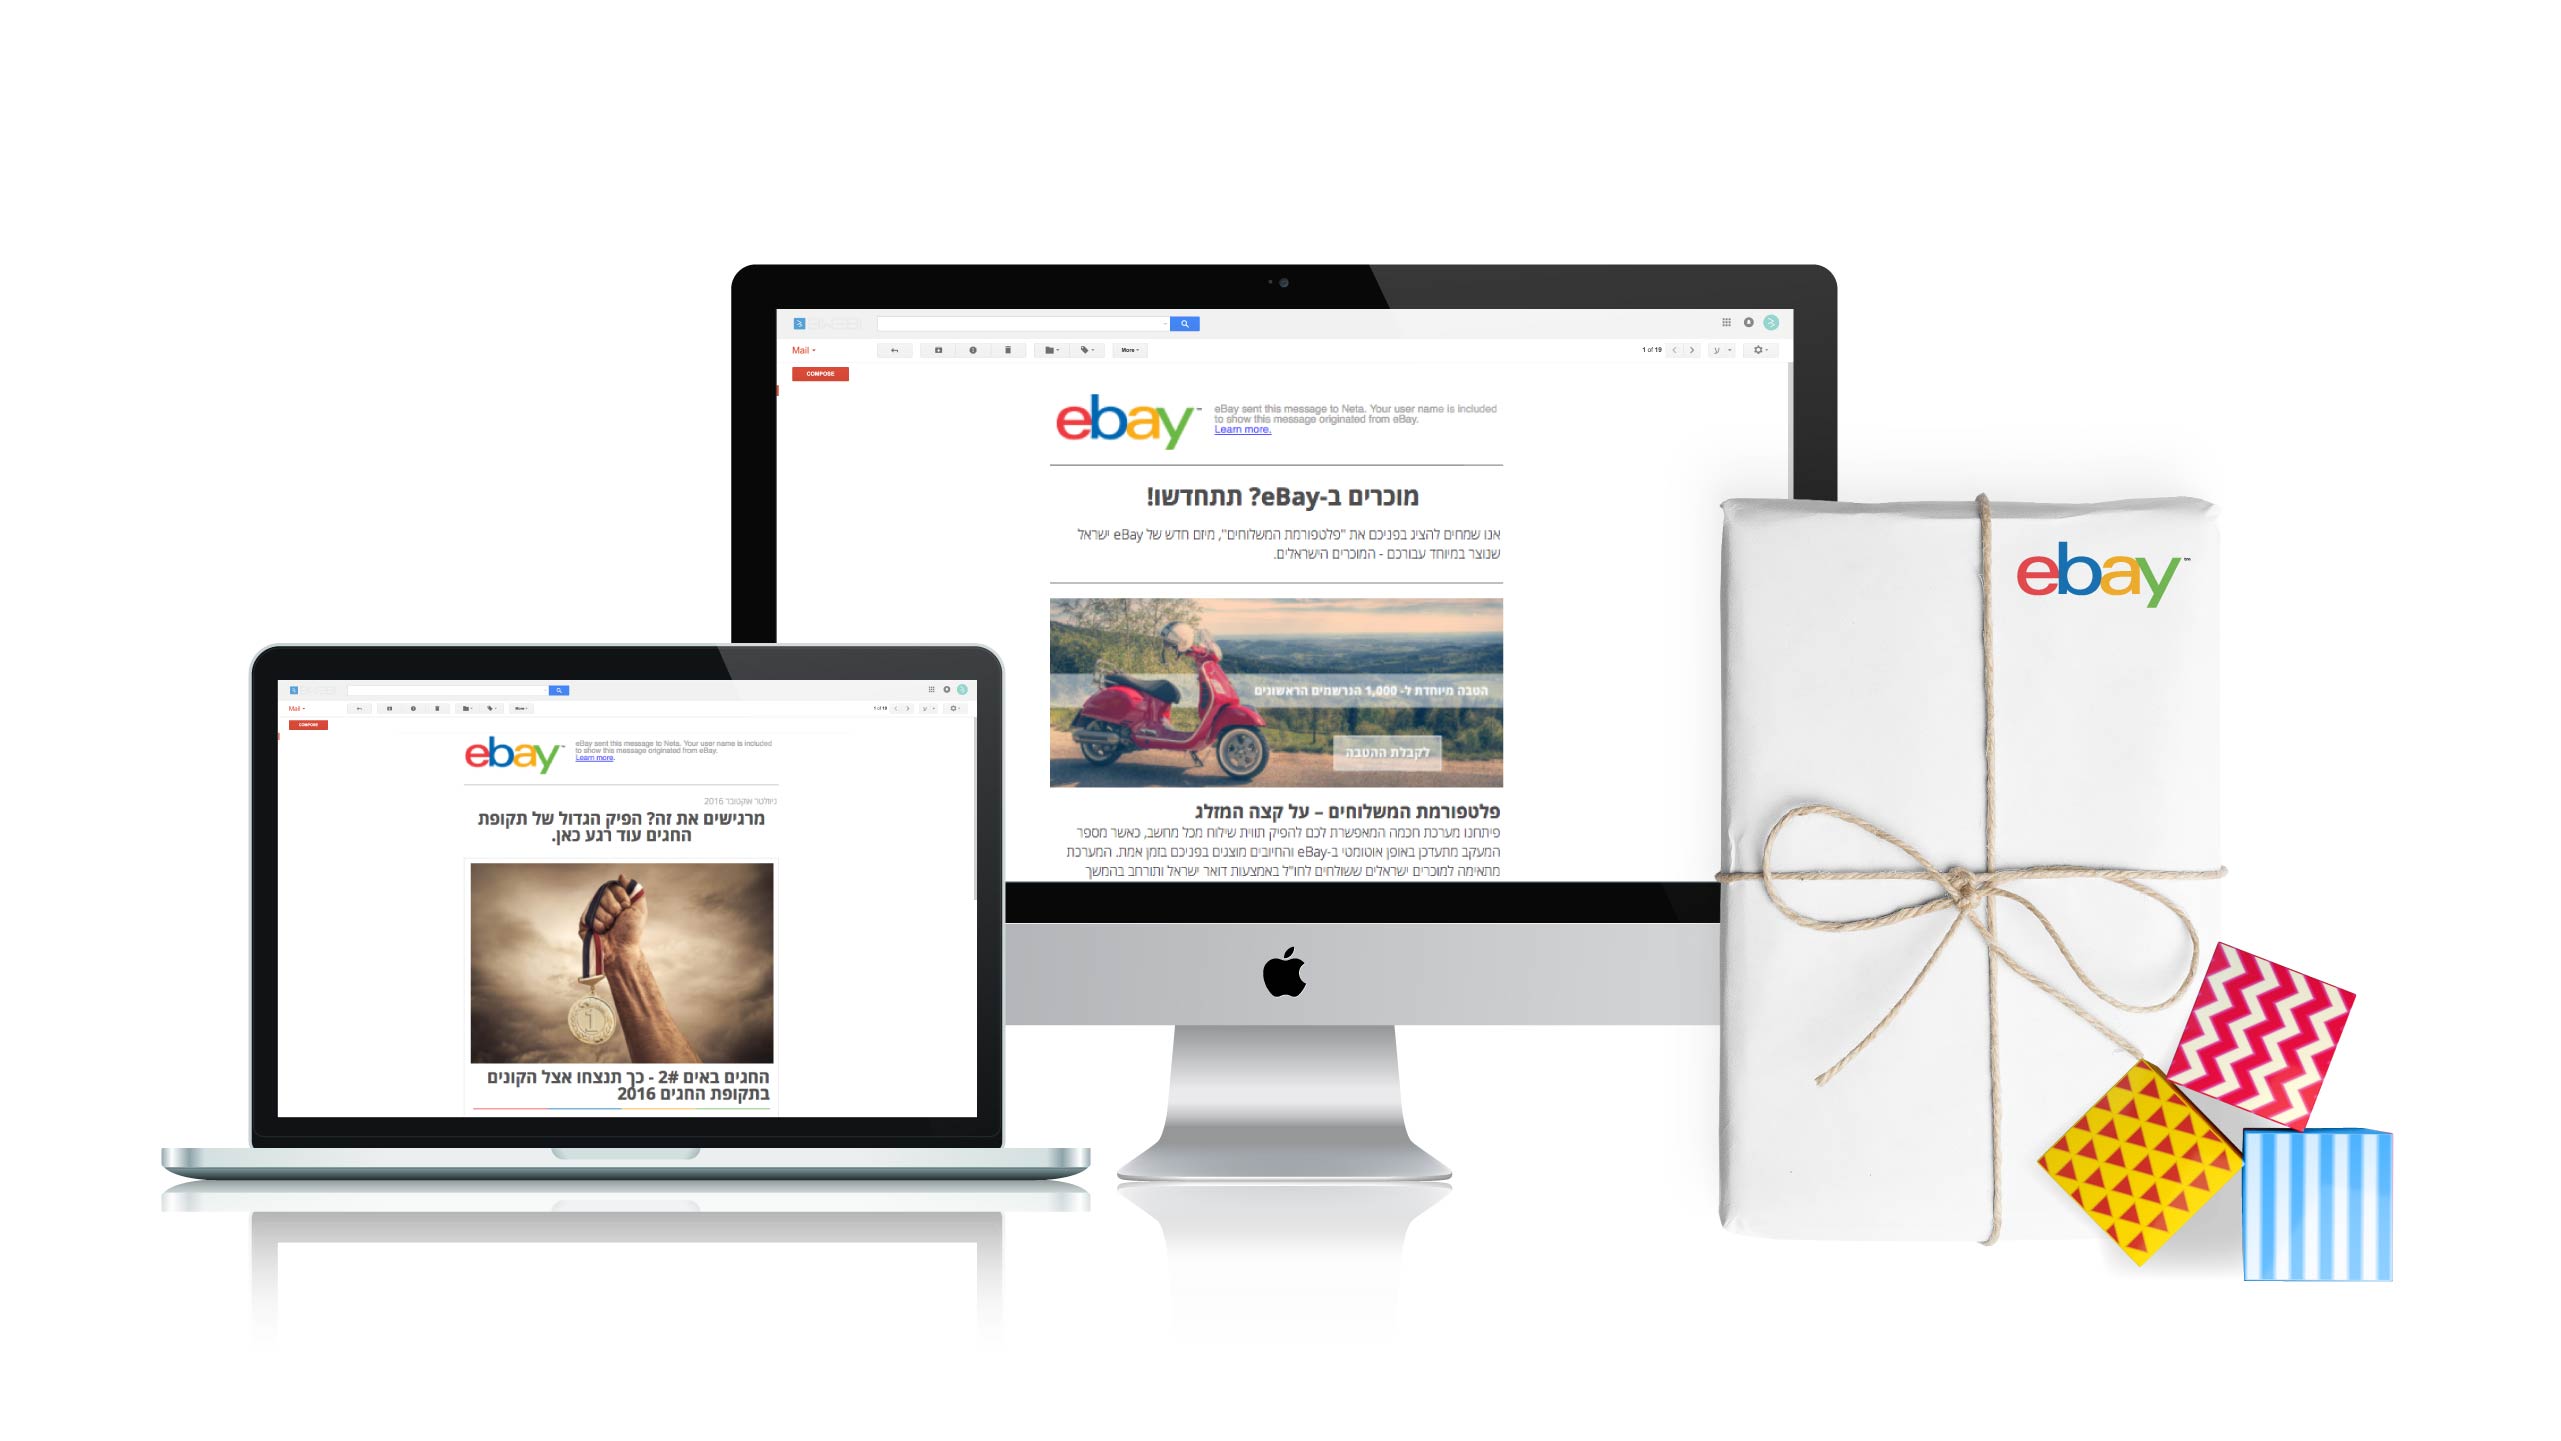 Mail
More
1 of 19
ע
COMPOSE
ebay™
eBay sent this message to Neta. Your user name is included
to show this message originated from eBay.
Learn more.
מוכרים ב-eBay? תתחדשו!
אנו שמחים להציג בפניכם את "פלטפורמת המשלוחים", מיזם חדש של eBay ישראל
שנוצר במיוחד עבורכם - המוכרים הישראלים.
הטבה מיוחדת ל- 1,000 הנרשמים הראשונים
לקבלת ההטבה
פלטפורמת המשלוחים – על קצה המזלג
פיתחנו מערכת חכמה המאפשרת לכם להפיק תווית שילוח מכל מחשב, כאשר מספר
המעקב מתעדכן באופן אוטומטי ב-eBay והחיובים מוצגים בפניכם בזמן אמת. המערכת
מתאימה למוכרים ישראלים ששולחים לחו"ל באמצעות דואר ישראל ותורחב בהמשך
Mail
More
1 of 19
ע
COMPOSE
ebay™
eBay sent this message to Neta. Your user name is included
to show this message originated from eBay.
Learn more.
ניוזלטר אוקטובר 2016
מרגישים את זה? הפיק הגדול של תקופת
החגים עוד רגע כאן.
1
החגים באים #2 - כך תנצחו אצל הקונים
בתקופת החגים 2016
ebay™